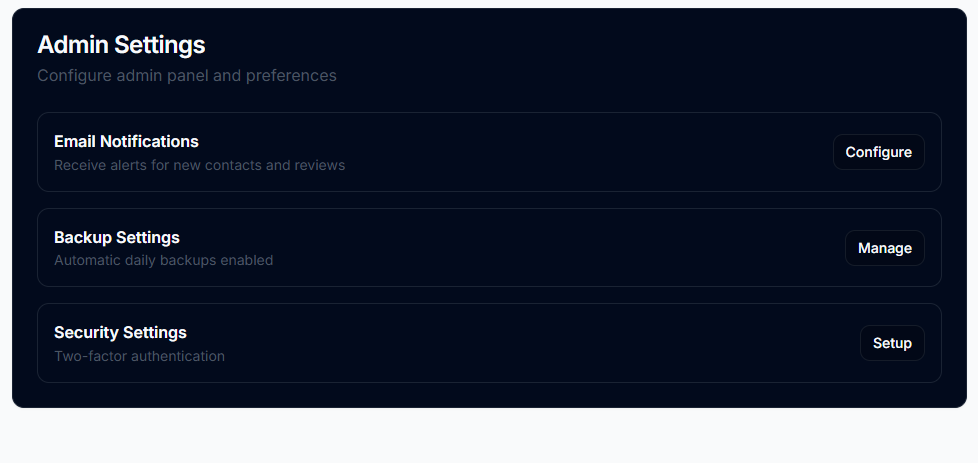 Admin Settings
Configure admin panel and preferences
Email Notifications
Receive alerts for new contacts and reviews
Configure
Backup Settings
Automatic daily backups enabled
Manage
Security Settings
Two-factor authentication
Setup